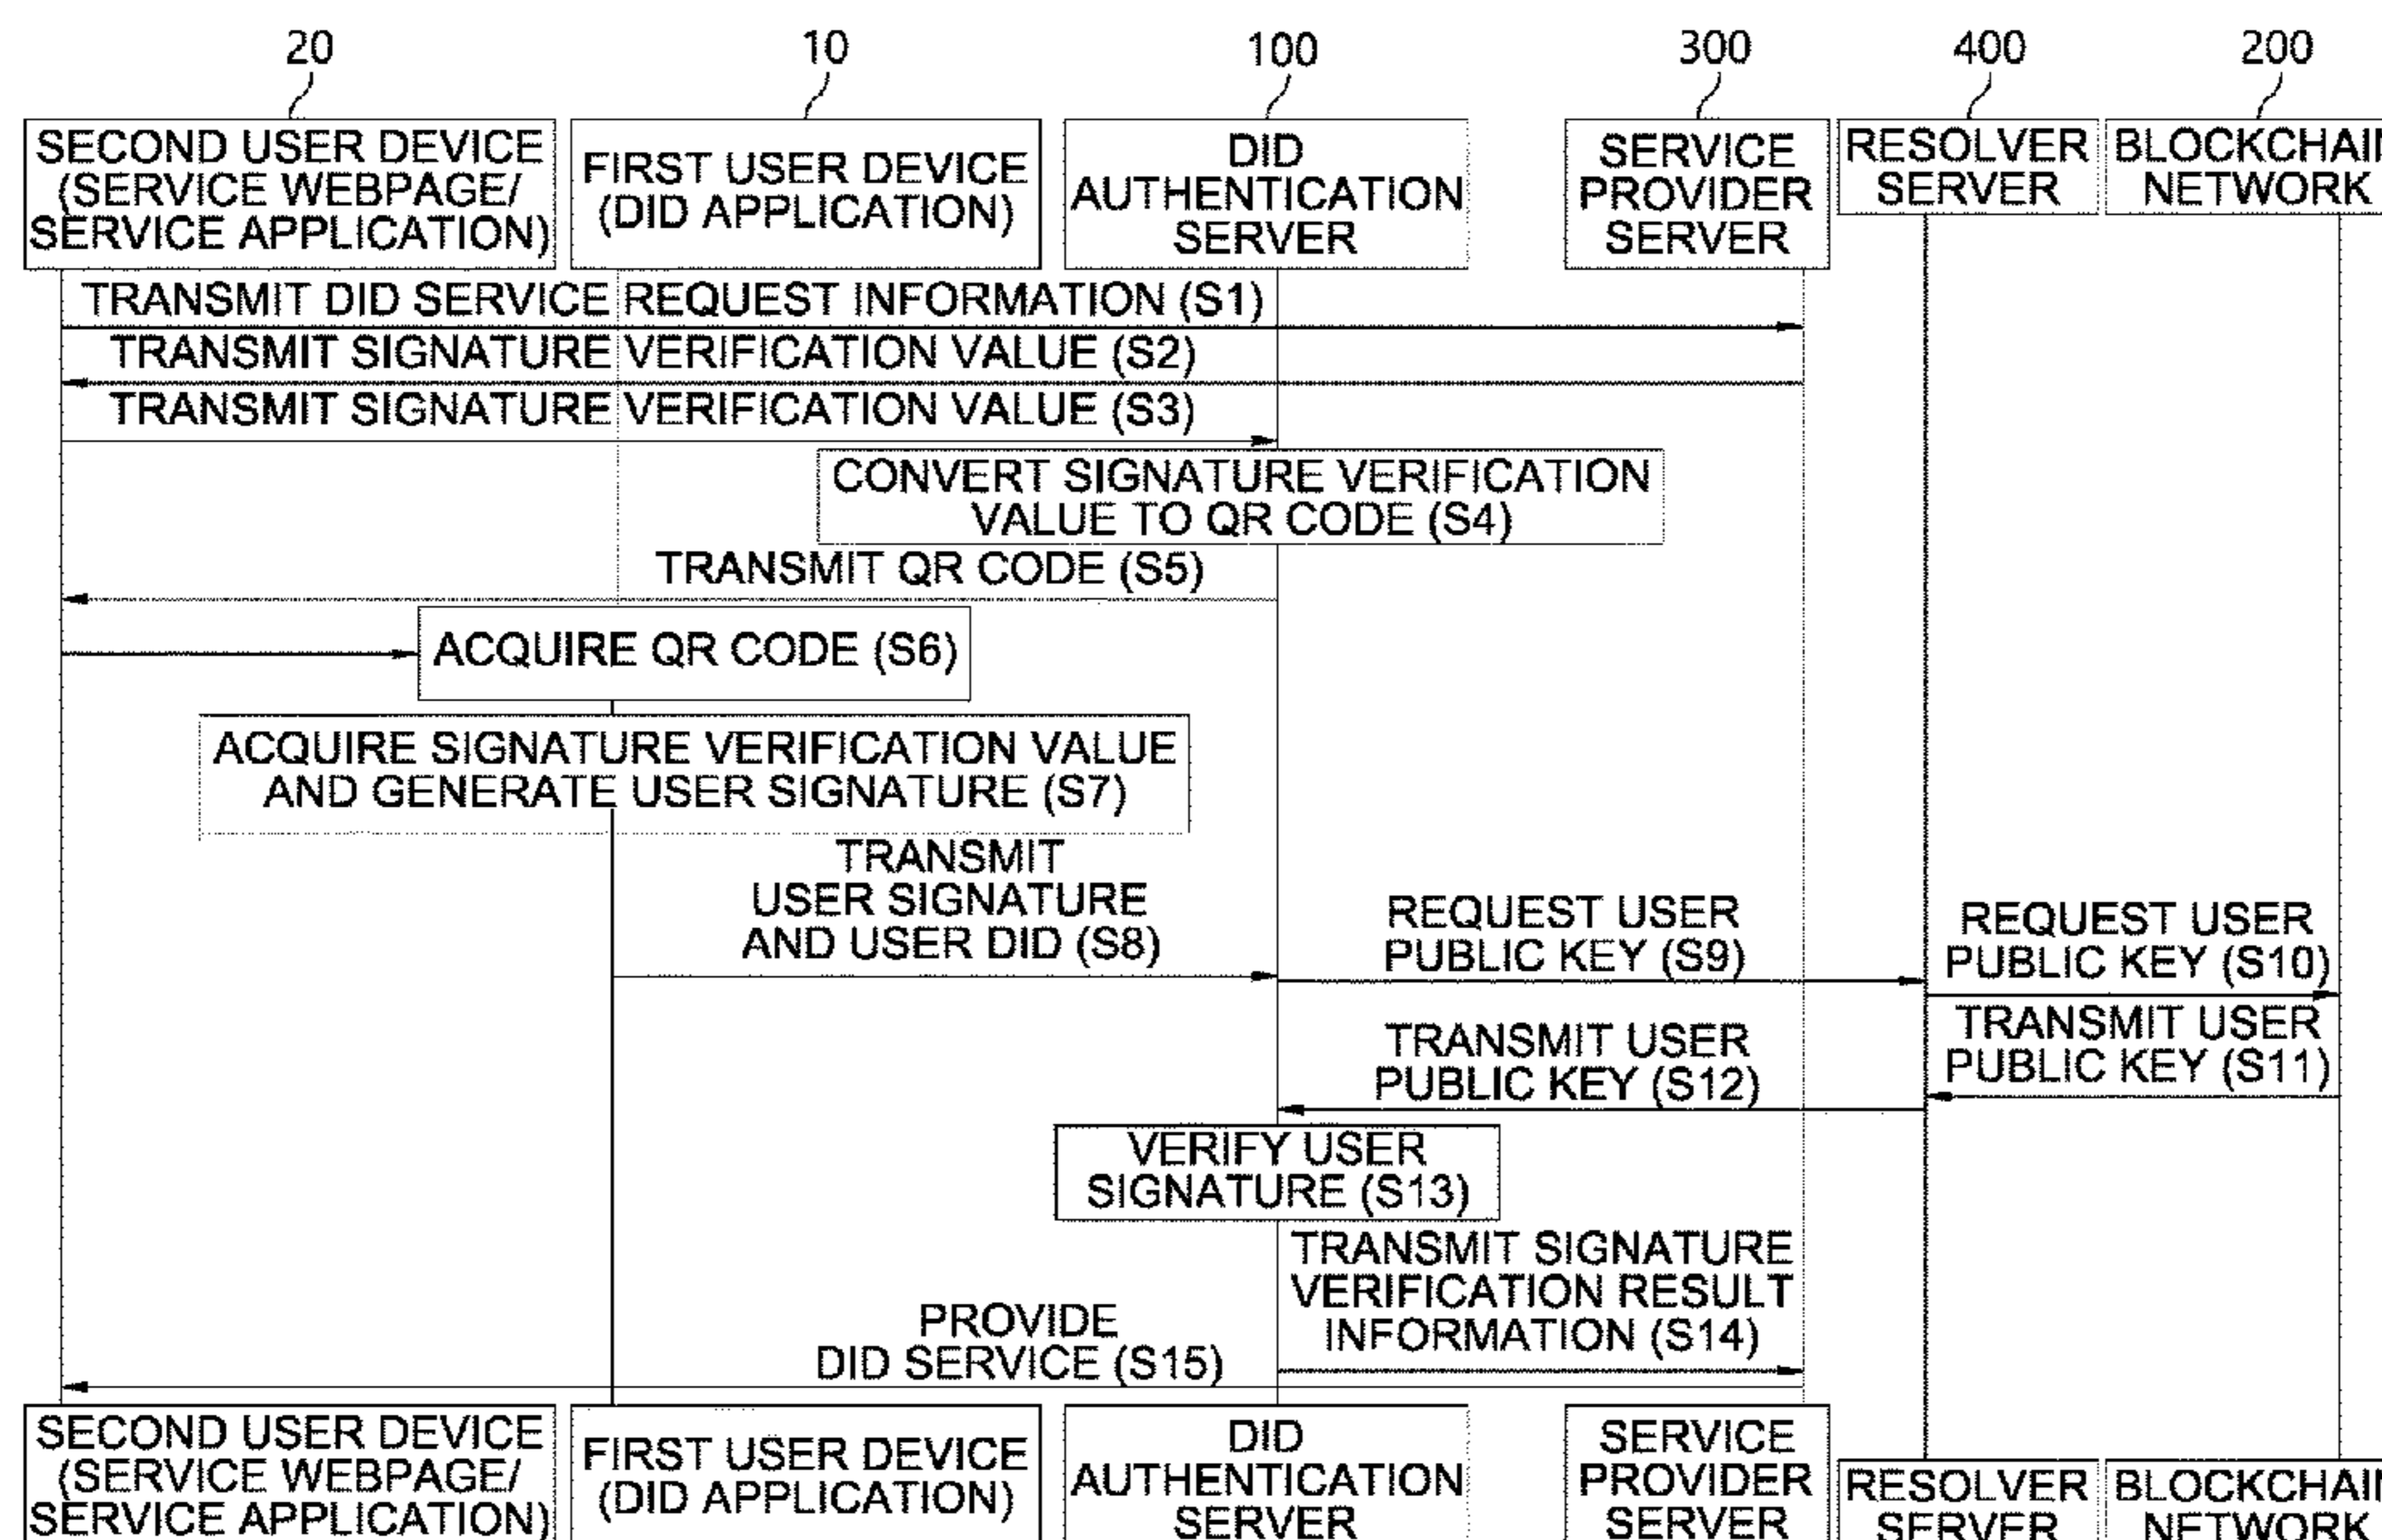 20
10
100
300
400
200
SECOND USER DEVICE
(SERVICE WEBPAGE/
SERVICE APPLICATION)
FIRST USER DEVICE
(DID APPLICATION)
DID
AUTHENTICATION
SERVER
SERVICE
PROVIDER
SERVER
RESOLVER
SERVER
BLOCKCHAIN
NETWORK
TRANSMIT DID SERVICE REQUEST INFORMATION (S1)
TRANSMIT SIGNATURE VERIFICATION VALUE (S2)
TRANSMIT SIGNATURE VERIFICATION VALUE (S3)
CONVERT SIGNATURE VERIFICATION
VALUE TO QR CODE (S4)
TRANSMIT QR CODE (S5)
ACQUIRE QR CODE (S6)
ACQUIRE SIGNATURE VERIFICATION VALUE
AND GENERATE USER SIGNATURE (S7)
TRANSMIT
USER SIGNATURE
AND USER DID (S8)
REQUEST USER
PUBLIC KEY (S9)
REQUEST USER
PUBLIC KEY (S10)
TRANSMIT USER
PUBLIC KEY (S11)
TRANSMIT USER
PUBLIC KEY (S12)
VERIFY USER
SIGNATURE (S13)
TRANSMIT SIGNATURE
VERIFICATION RESULT
INFORMATION (S14)
PROVIDE
DID SERVICE (S15)
SECOND USER DEVICE
(SERVICE WEBPAGE/
SERVICE APPLICATION)
FIRST USER DEVICE
(DID APPLICATION)
DID
AUTHENTICATION
SERVER
SERVICE
PROVIDER
SERVER
RESOLVER
SERVER
BLOCKCHAIN
NETWORK